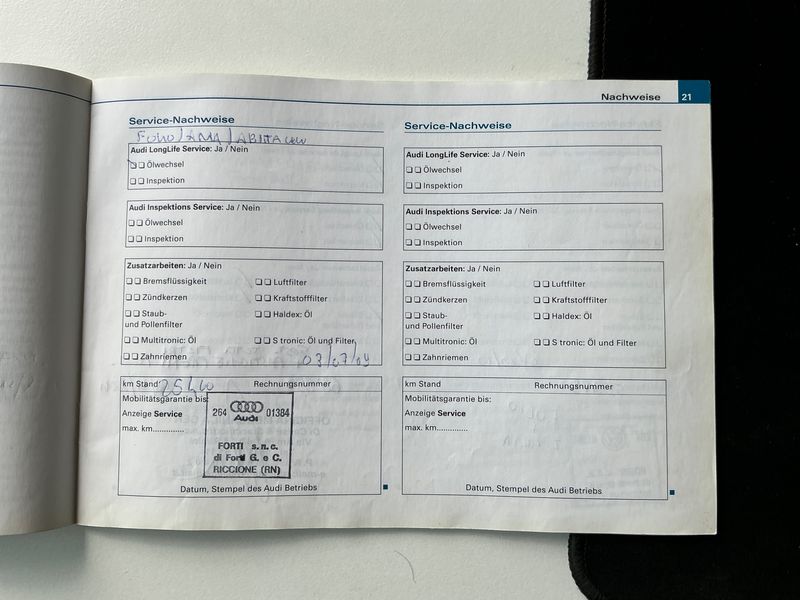 Nachweise 21
Service-Nachweise
Audi LongLife Service: Ja / Nein
Ölwechsel
Inspektion
Audi Inspektions Service: Ja / Nein
Ölwechsel
Inspektion
Zusatzarbeiten: Ja / Nein
Bremsflüssigkeit
Luftfilter
Zündkerzen
Kraftstofffilter
Staub-
und Pollenfilter
Haldex: Öl
Multitronic: Öl
S tronic: Öl und Filter
Zahnriemen
03/07/09
km Stand
Rechnungsnummer
Mobilitätsgarantie bis:
Anzeige Service
max. km..............
264 Audi 01384
FORTI s.n.c.
di Forti G. e C.
RICCIONE (RN)
Datum, Stempel des Audi Betriebs
Service-Nachweise
Audi LongLife Service: Ja / Nein
Ölwechsel
Inspektion
Audi Inspektions Service: Ja / Nein
Ölwechsel
Inspektion
Zusatzarbeiten: Ja / Nein
Bremsflüssigkeit
Luftfilter
Zündkerzen
Kraftstofffilter
Staub-
und Pollenfilter
Haldex: Öl
Multitronic: Öl
S tronic: Öl und Filter
Zahnriemen
km Stand
Rechnungsnummer
Mobilitätsgarantie bis:
Anzeige Service
max. km..............
Datum, Stempel des Audi Betriebs